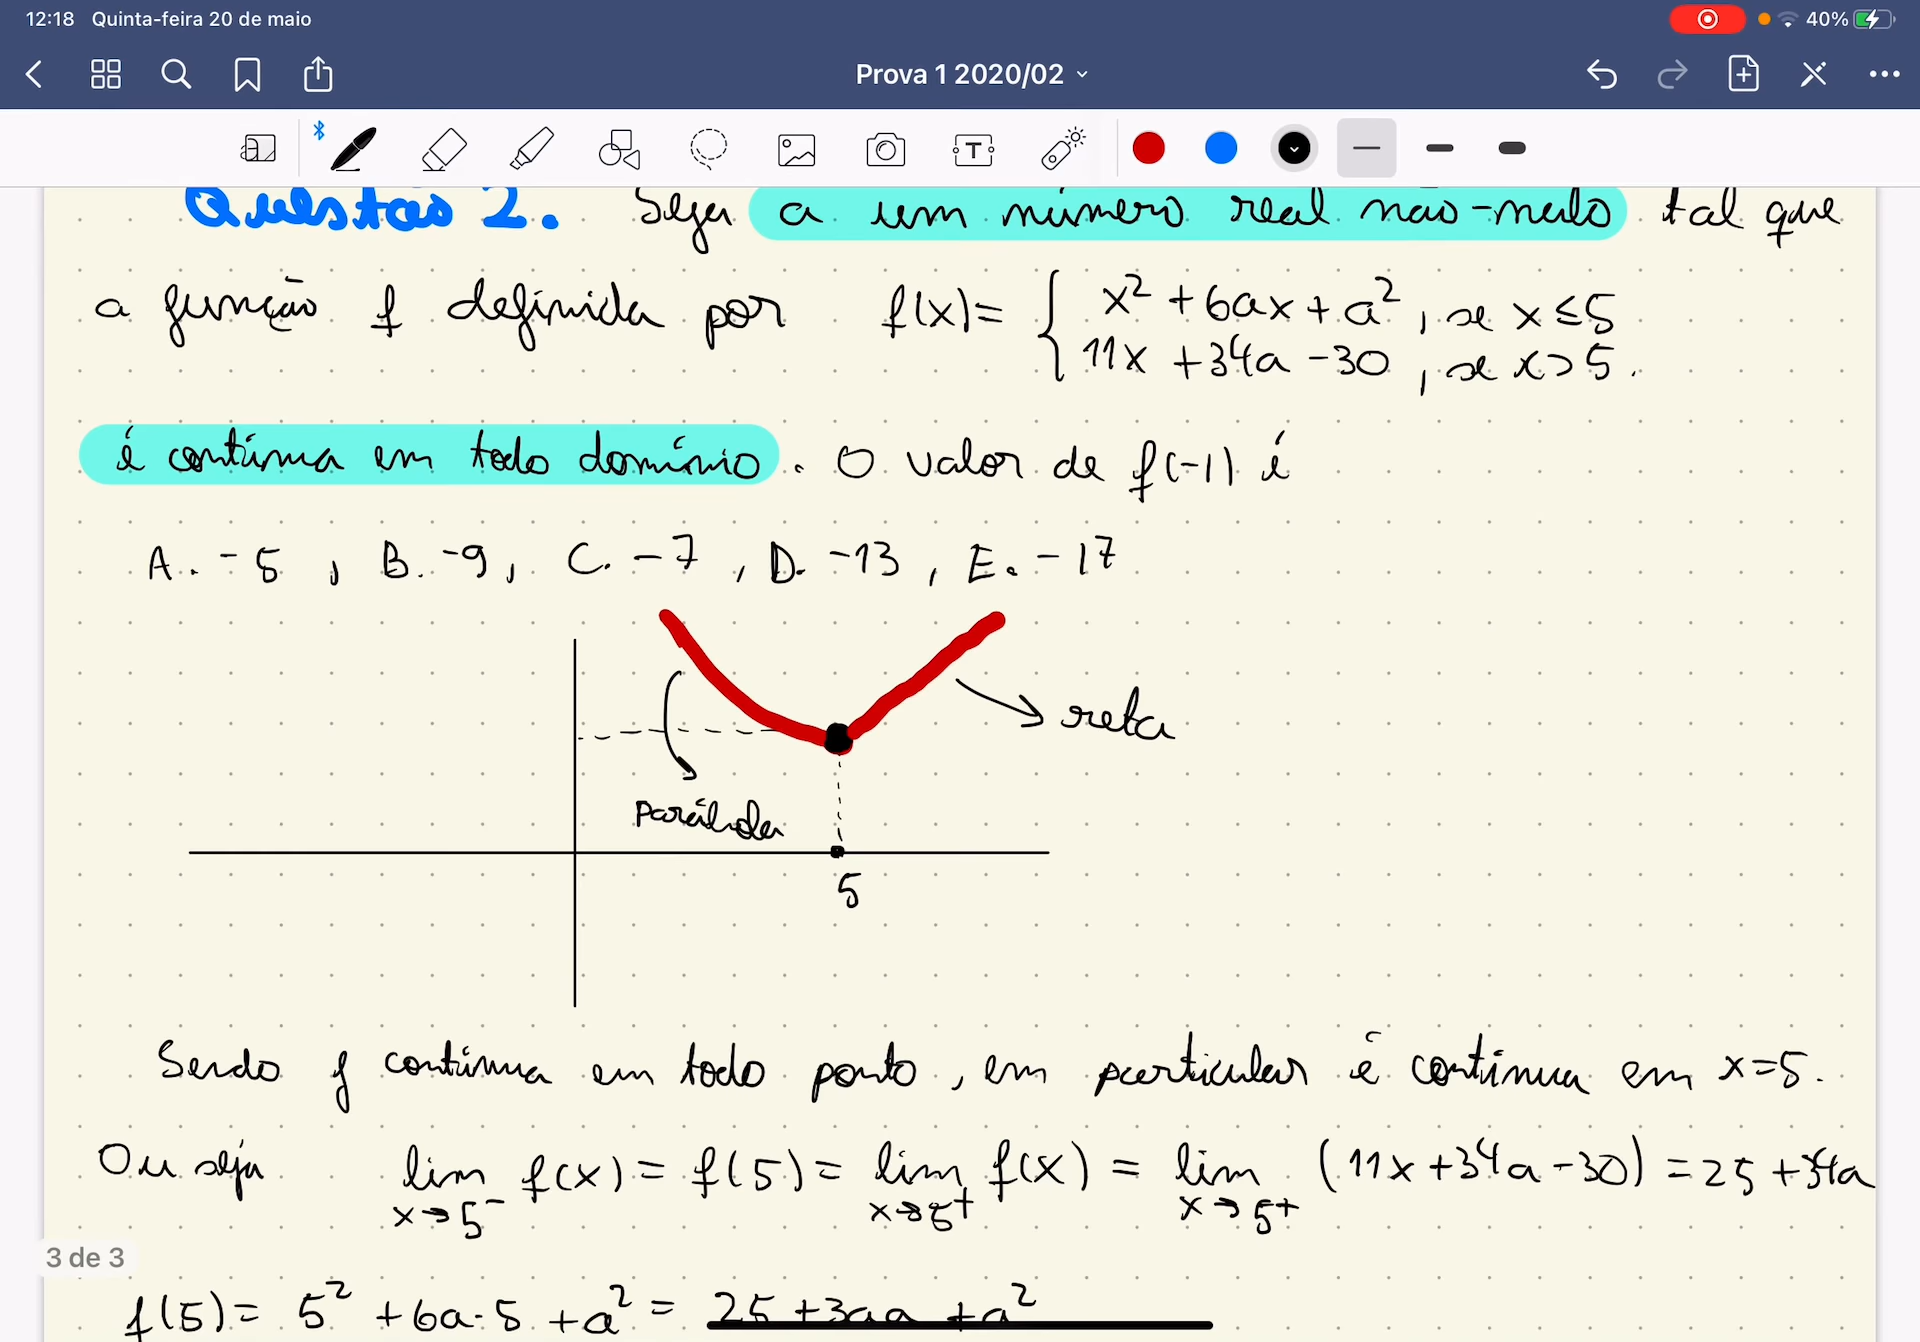 12:18 Quinta-feira 20 de maio 40%
Prova 1 2020/02
Questão 2. Seja a um número real não-nulo tal que
a função f definida por f(x)= { x² + 6ax + a², se x ≤ 5
11x + 34a - 30, se x > 5.
é contínua em todo domínio. O valor de f(-1) é
A. -5, B. -9, C. -7, D. -13, E. -17
reta
Parábola
5
Sendo f contínua em todo ponto, em particular é contínua em x=5.
Ou seja lim x→5⁻ f(x) = f(5) = lim x→5⁺ f(x) = lim x→5⁺ (11x+34a-30) = 25+34a
3 de 3
f(5) = 5² + 6a·5 + a² = 25 + 30a + a²